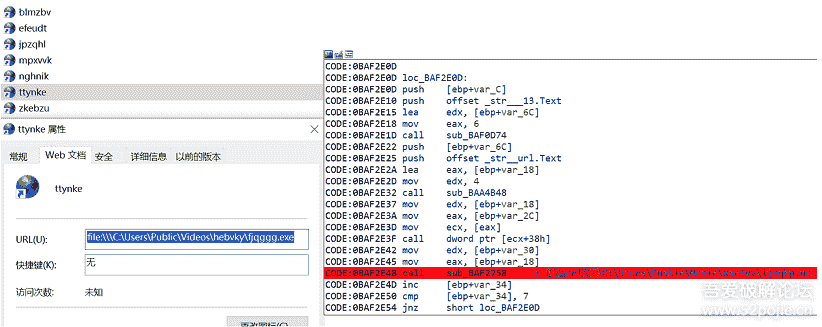 blmzbv
efeudt
jpzqhl
mpxvvk
nghnik
ttynke
zkebzu
ttynke 属性
常规 Web 文档 安全 详细信息 以前的版本
ttynke
URL(U): file:\\\C:\Users\Public\Videos\hebvky\fjqggg.exe
快捷键(K): 无
访问次数: 未知
更改图标(C)
CODE:0BAF2E0D
CODE:0BAF2E0D loc_BAF2E0D:
CODE:0BAF2E0D push [ebp+var_C]
CODE:0BAF2E10 push offset _str___13.Text
CODE:0BAF2E15 lea edx, [ebp+var_6C]
CODE:0BAF2E18 mov eax, 6
CODE:0BAF2E1D call sub_BAF0D74
CODE:0BAF2E22 push [ebp+var_6C]
CODE:0BAF2E25 push offset _str__url.Text
CODE:0BAF2E2A lea eax, [ebp+var_18]
CODE:0BAF2E2D mov edx, 4
CODE:0BAF2E32 call sub_BAA4B48
CODE:0BAF2E37 mov edx, [ebp+var_18]
CODE:0BAF2E3A mov eax, [ebp+var_2C]
CODE:0BAF2E3D mov ecx, [eax]
CODE:0BAF2E3F call dword ptr [ecx+38h]
CODE:0BAF2E42 mov edx, [ebp+var_30]
CODE:0BAF2E45 mov eax, [ebp+var_18]
CODE:0BAF2E48 call sub_BAF2750
CODE:0BAF2E4D inc [ebp+var_34]
CODE:0BAF2E50 cmp [ebp+var_34], 7
CODE:0BAF2E54 jnz short loc_BAF2E0D
吾爱破解论坛
www.52pojie.cn